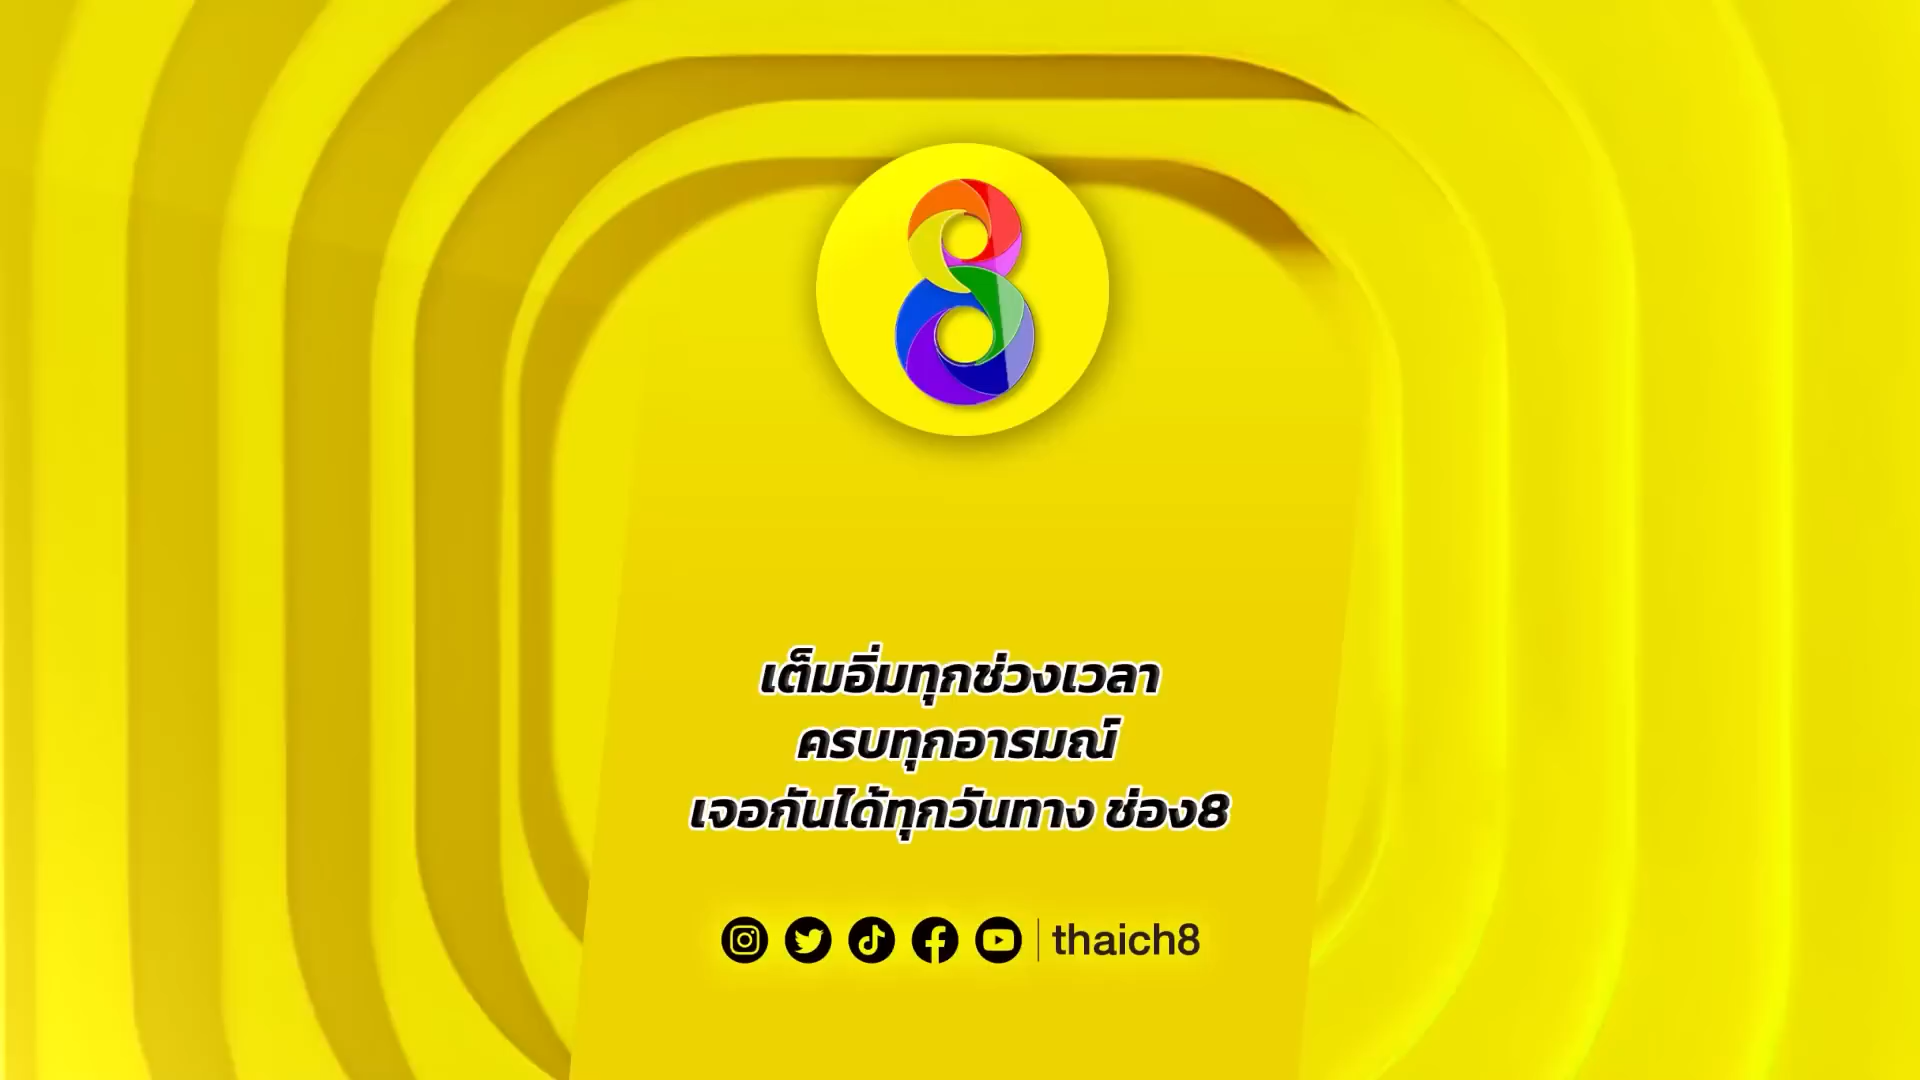 8
เต็มอิ่มทุกช่วงเวลา
ครบทุกอารมณ์
เจอกันได้ทุกวันทาง ช่อง8
thaich8